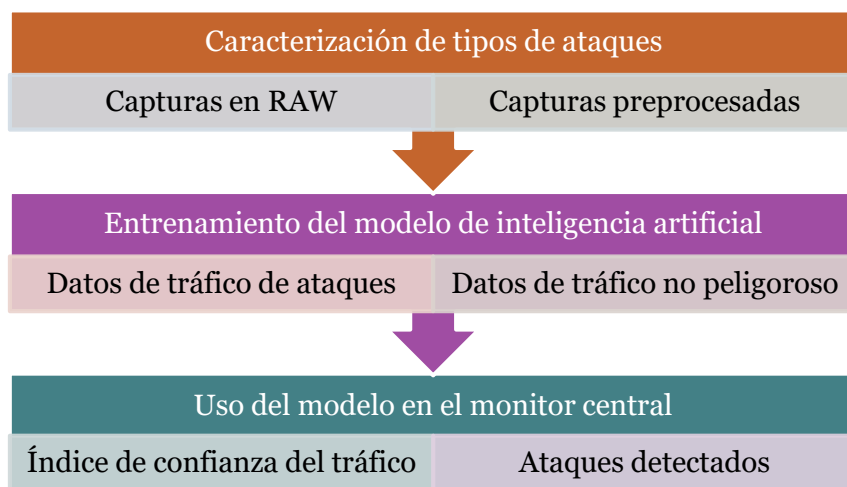 Caracterización de tipos de ataques
Capturas en RAW
Capturas preprocesadas
Entrenamiento del modelo de inteligencia artificial
Datos de tráfico de ataques
Datos de tráfico no peligoroso
Uso del modelo en el monitor central
Índice de confianza del tráfico
Ataques detectados